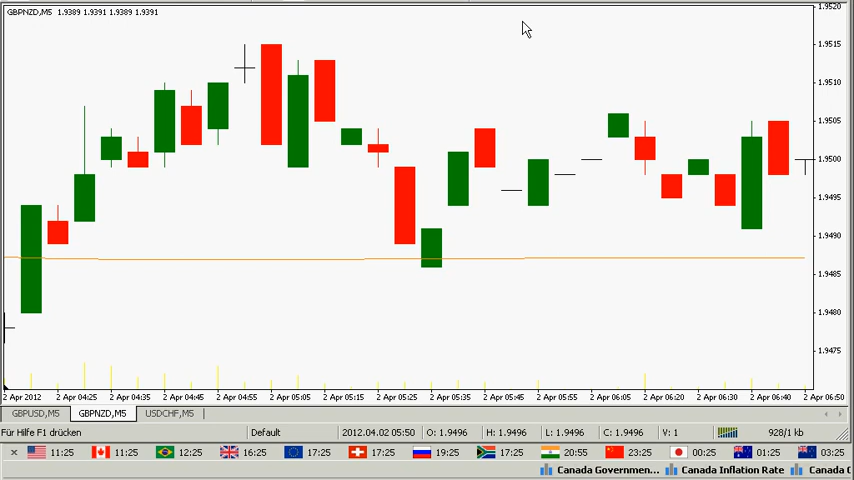 GBPNZD,M5 1.9389 1.9391 1.9389 1.9391
1.9520
1.9515
1.9510
1.9505
1.9500
1.9495
1.9490
1.9485
1.9480
1.9475
2 Apr 2012 2 Apr 04:25 2 Apr 04:35 2 Apr 04:45 2 Apr 04:55 2 Apr 05:05 2 Apr 05:15 2 Apr 05:25 2 Apr 05:35 2 Apr 05:45 2 Apr 05:55 2 Apr 06:05 2 Apr 06:20 2 Apr 06:30 2 Apr 06:40 2 Apr 06:50
GBPUSD,M5 GBPNZD,M5 USDCHF,M5
Für Hilfe F1 drücken Default 2012.04.02 05:50 O: 1.9496 H: 1.9496 L: 1.9496 C: 1.9496 V: 1 928/1 kb
11:25 11:25 12:25 16:25 17:25 17:25 19:25 17:25 20:55 23:25 00:25 01:25 03:25
Canada Governmen... Canada Inflation Rate Canada C